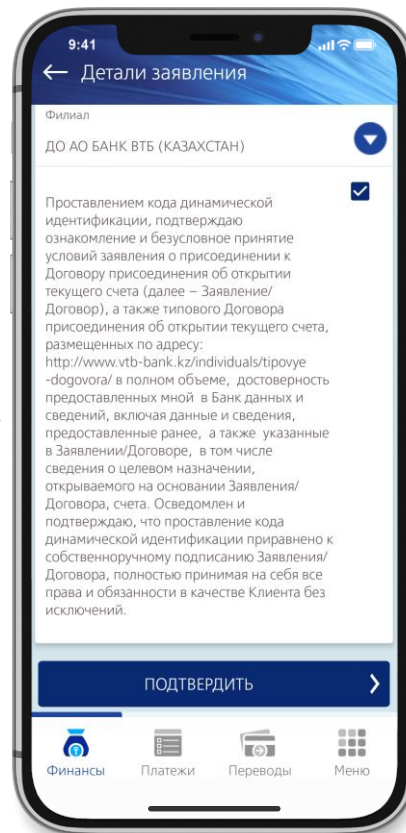 9:41
Детали заявления
Филиал
ДО АО БАНК ВТБ (КАЗАХСТАН)
Проставлением кода динамической
идентификации, подтверждаю
ознакомление и безусловное принятие
условий заявления о присоединении к
Договору присоединения об открытии
текущего счета (далее – Заявление/
Договор), а также типового Договора
присоединения об открытии текущего счета,
размещенных по адресу:
http://www.vtb-bank.kz/individuals/tipovye
-dogovora/ в полном объеме, достоверность
предоставленных мной в Банк данных и
сведений, включая данные и сведения,
предоставленные ранее, а также указанные
в Заявлении/Договоре, в том числе
сведения о целевом назначении,
открываемого на основании Заявления/
Договора, счета. Осведомлен и
подтверждаю, что проставление кода
динамической идентификации приравнено к
собственноручному подписанию Заявления/
Договора, полностью принимая на себя все
права и обязанности в качестве Клиента без
исключений.
ПОДТВЕРДИТЬ
Финансы Платежи Переводы Меню